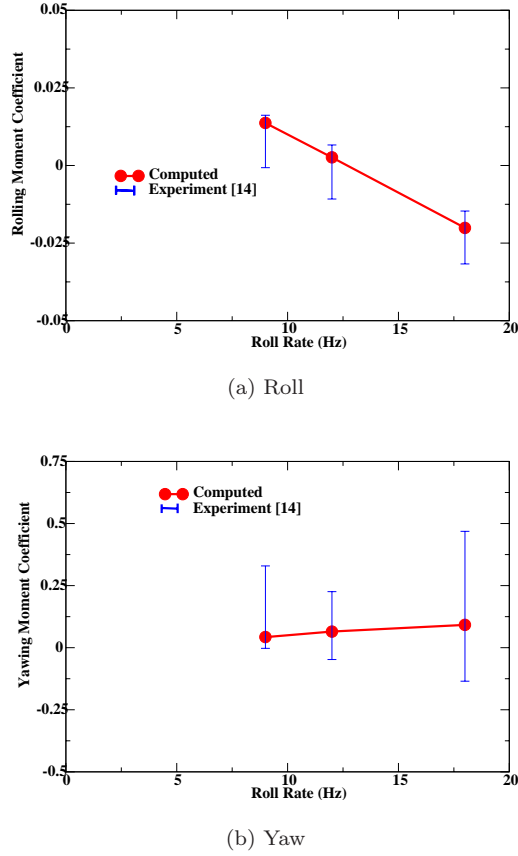 0.05
0.025
0
-0.025
-0.05
Rolling Moment Coefficient
Computed
Experiment [14]
0 5 10 15 20
Roll Rate (Hz)
(a) Roll
0.75
0.5
0.25
0
-0.25
-0.5
Yawing Moment Coefficient
Computed
Experiment [14]
0 5 10 15 20
Roll Rate (Hz)
(b) Yaw